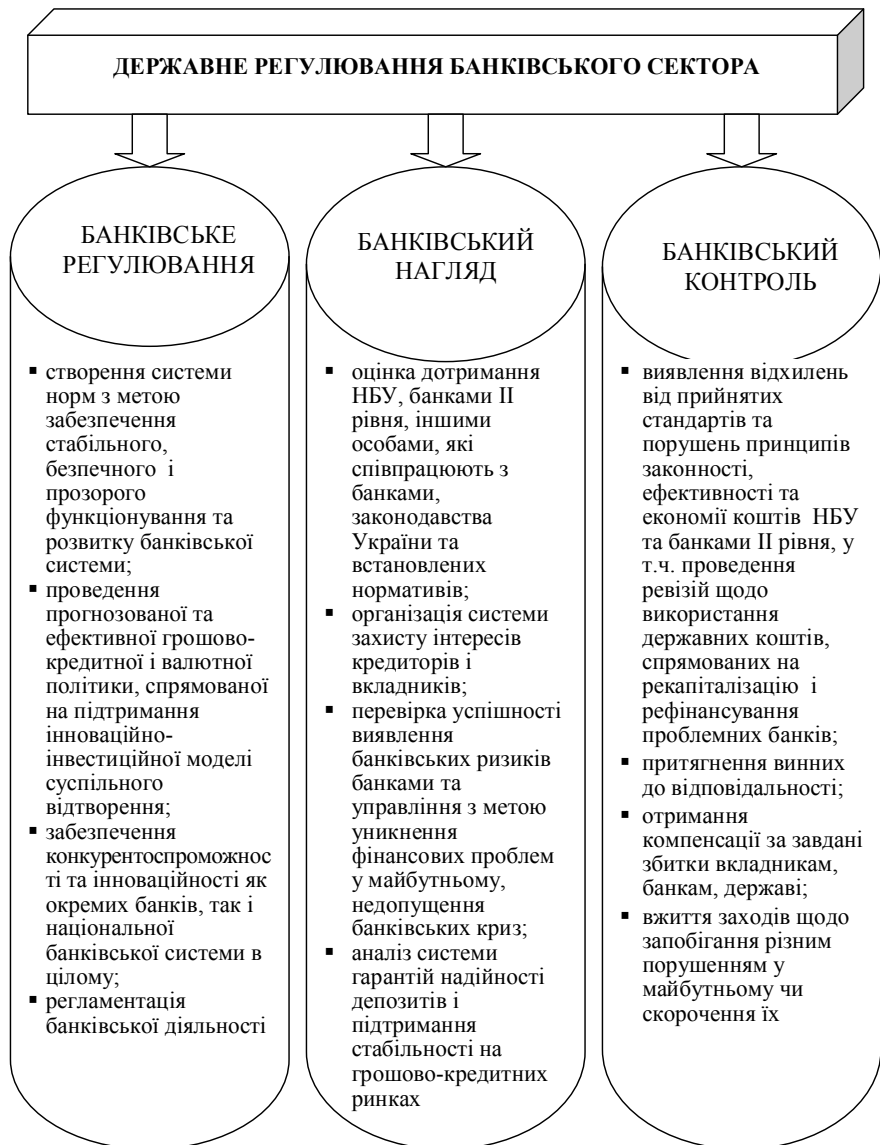 ДЕРЖАВНЕ РЕГУЛЮВАННЯ БАНКІВСЬКОГО СЕКТОРА
БАНКІВСЬКЕ
РЕГУЛЮВАННЯ
▪ створення системи
норм з метою
забезпечення
стабільного,
безпечного і
прозорого
функціонування та
розвитку банківської
системи;
▪ проведення
прогнозованої та
ефективної грошово-
кредитної і валютної
політики, спрямованої
на підтримання
інноваційно-
інвестиційної моделі
суспільного
відтворення;
▪ забезпечення
конкурентоспроможнос
ті та інноваційності як
окремих банків, так і
національної
банківської системи в
цілому;
▪ регламентація
банківської діяльності
БАНКІВСЬКИЙ
НАГЛЯД
▪ оцінка дотримання
НБУ, банками ІІ
рівня, іншими
особами, які
співпрацюють з
банками,
законодавства
України та
встановлених
нормативів;
▪ організація системи
захисту інтересів
кредиторів і
вкладників;
▪ перевірка успішності
виявлення
банківських ризиків
банками та
управління з метою
уникнення
фінансових проблем
у майбутньому,
недопущення
банківських криз;
▪ аналіз системи
гарантій надійності
депозитів і
підтримання
стабільності на
грошово-кредитних
ринках
БАНКІВСЬКИЙ
КОНТРОЛЬ
▪ виявлення відхилень
від прийнятих
стандартів та
порушень принципів
законності,
ефективності та
економії коштів НБУ
та банками ІІ рівня, у
т.ч. проведення
ревізій щодо
використання
державних коштів,
спрямованих на
рекапіталізацію і
рефінансування
проблемних банків;
▪ притягнення винних
до відповідальності;
▪ отримання
компенсації за завдані
збитки вкладникам,
банкам, державі;
▪ вжиття заходів щодо
запобігання різним
порушенням у
майбутньому чи
скорочення їх